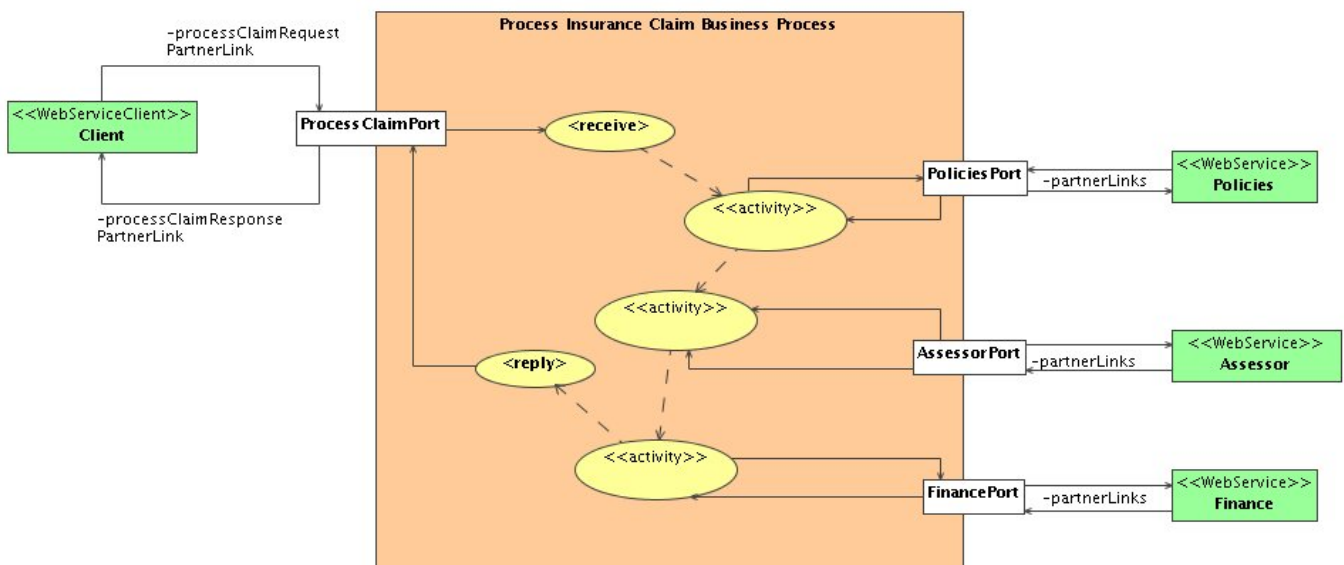 Process Insurance Claim Business Process
-processClaimRequest
PartnerLink
<<WebServiceClient>>
Client
ProcessClaimPort
<receive>
-processClaimResponse
PartnerLink
<<activity>>
PoliciesPort
-partnerLinks
<<WebService>>
Policies
<<activity>>
<reply>
AssessorPort
-partnerLinks
<<WebService>>
Assessor
<<activity>>
FinancePort
-partnerLinks
<<WebService>>
Finance